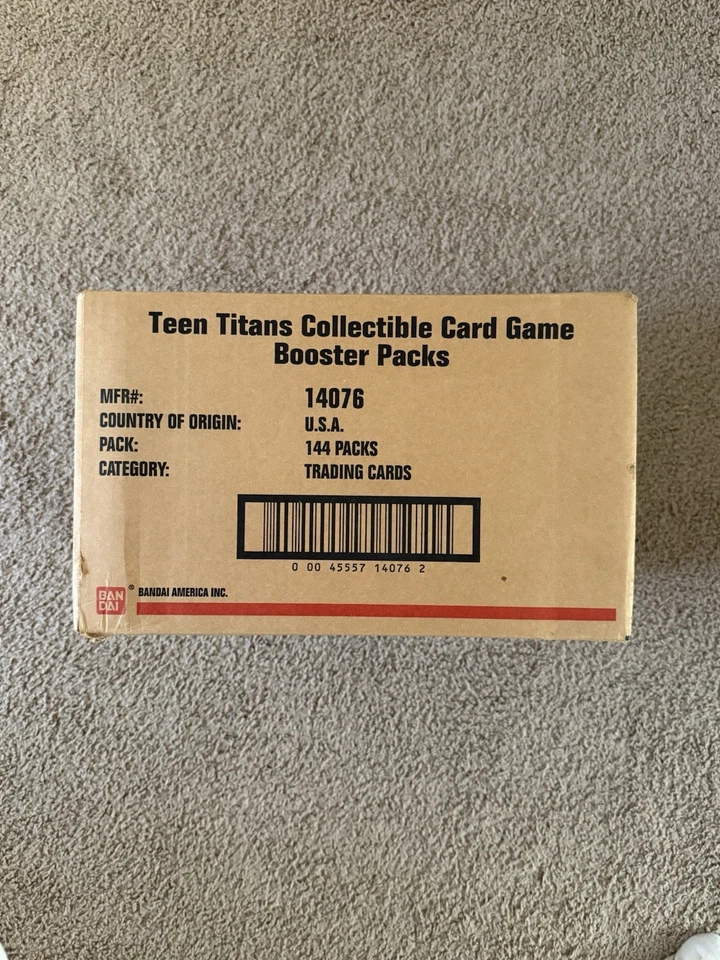 Teen Titans Collectible Card Game
Booster Packs
MFR#: 14076
COUNTRY OF ORIGIN: U.S.A.
PACK: 144 PACKS
CATEGORY: TRADING CARDS
0 00 45557 14076 2
BAN
DAI ® BANDAI AMERICA INC.